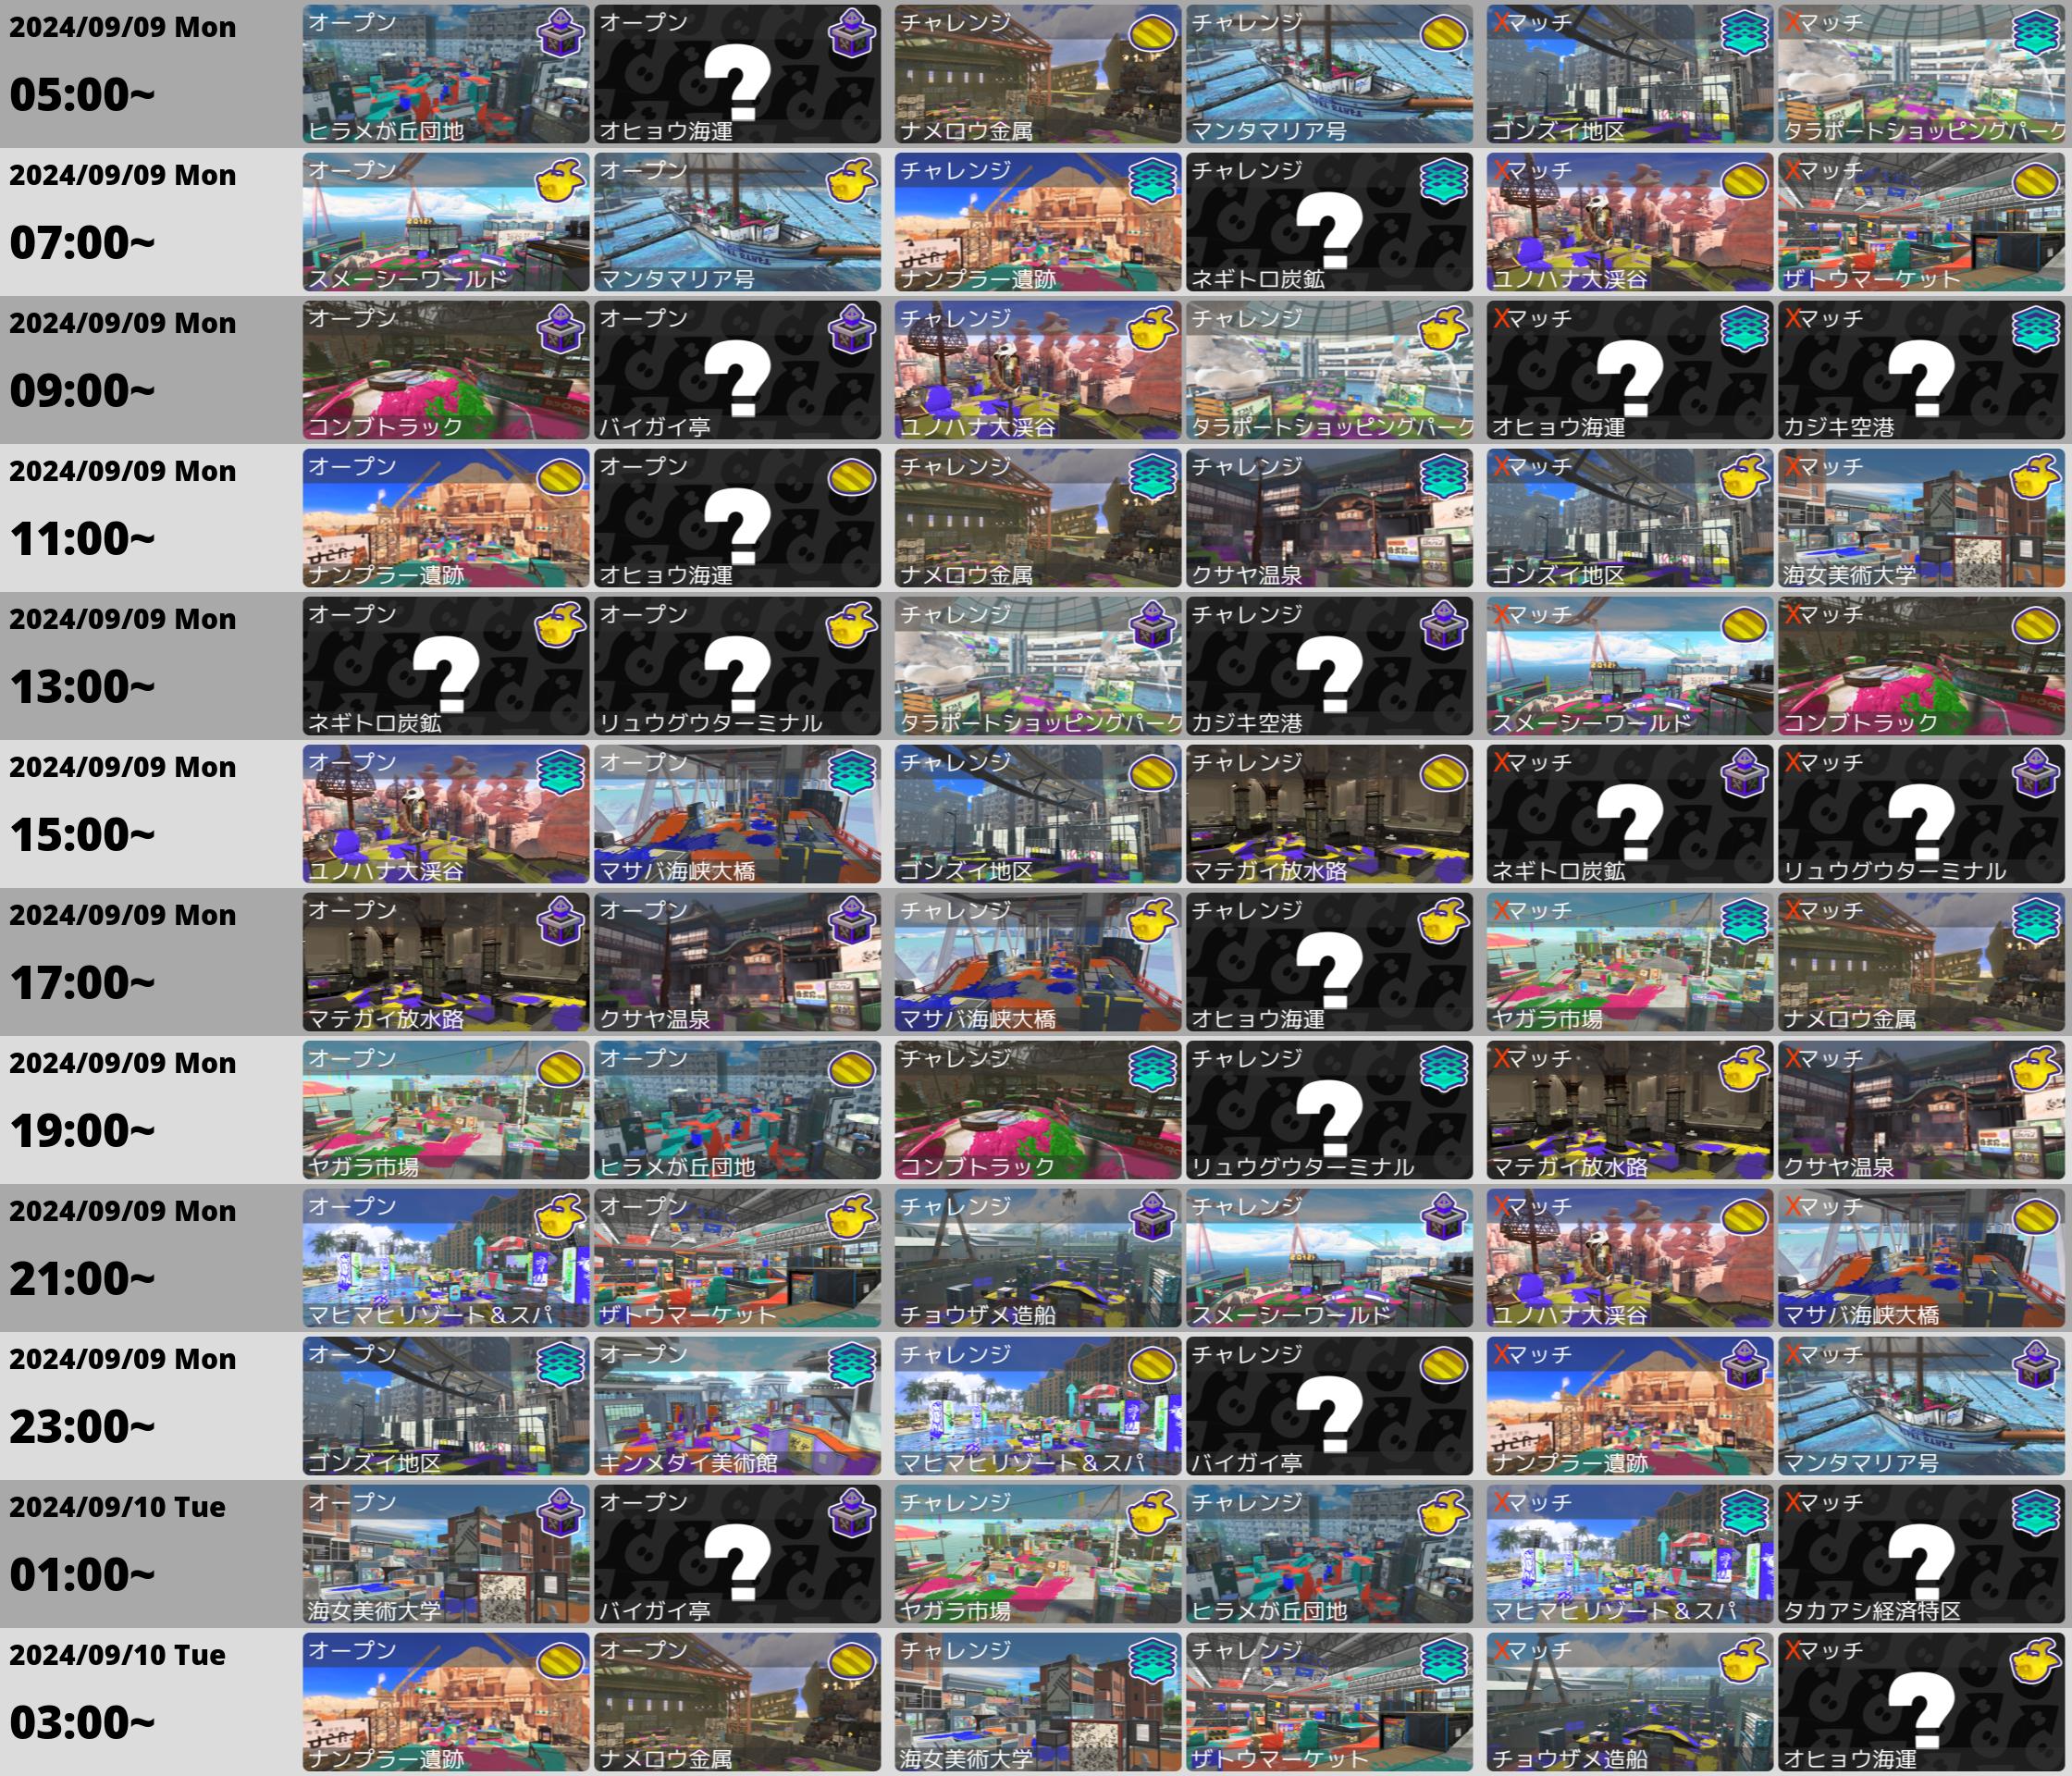 2024/09/09 Mon
05:00~
オープン
ヒラメが丘団地
オープン
オヒョウ海運
チャレンジ
ナメロウ金属
チャレンジ
マンタマリア号
Xマッチ
ゴンズイ地区
Xマッチ
タラポートショッピングパーク
2024/09/09 Mon
07:00~
オープン
スメーシーワールド
オープン
マンタマリア号
チャレンジ
ナンプラー遺跡
チャレンジ
ネギトロ炭鉱
Xマッチ
ユノハナ大渓谷
Xマッチ
ザトウマーケット
2024/09/09 Mon
09:00~
オープン
コンブトラック
オープン
バイガイ亭
チャレンジ
ユノハナ大渓谷
チャレンジ
タラポートショッピングパーク
Xマッチ
オヒョウ海運
Xマッチ
カジキ空港
2024/09/09 Mon
11:00~
オープン
ナンプラー遺跡
オープン
オヒョウ海運
チャレンジ
ナメロウ金属
チャレンジ
クサヤ温泉
Xマッチ
ゴンズイ地区
Xマッチ
海女美術大学
2024/09/09 Mon
13:00~
オープン
ネギトロ炭鉱
オープン
リュウグウターミナル
チャレンジ
タラポートショッピングパーク
チャレンジ
カジキ空港
Xマッチ
スメーシーワールド
Xマッチ
コンブトラック
2024/09/09 Mon
15:00~
オープン
ユノハナ大渓谷
オープン
マサバ海峡大橋
チャレンジ
ゴンズイ地区
チャレンジ
マテガイ放水路
Xマッチ
ネギトロ炭鉱
Xマッチ
リュウグウターミナル
2024/09/09 Mon
17:00~
オープン
マテガイ放水路
オープン
クサヤ温泉
チャレンジ
マサバ海峡大橋
チャレンジ
オヒョウ海運
Xマッチ
ヤガラ市場
Xマッチ
ナメロウ金属
2024/09/09 Mon
19:00~
オープン
ヤガラ市場
オープン
ヒラメが丘団地
チャレンジ
コンブトラック
チャレンジ
リュウグウターミナル
Xマッチ
マテガイ放水路
Xマッチ
クサヤ温泉
2024/09/09 Mon
21:00~
オープン
マヒマヒリゾート＆スパ
オープン
ザトウマーケット
チャレンジ
チョウザメ造船
チャレンジ
スメーシーワールド
Xマッチ
ユノハナ大渓谷
Xマッチ
マサバ海峡大橋
2024/09/09 Mon
23:00~
オープン
ゴンズイ地区
オープン
キンメダイ美術館
チャレンジ
マヒマヒリゾート＆スパ
チャレンジ
バイガイ亭
Xマッチ
ナンプラー遺跡
Xマッチ
マンタマリア号
2024/09/10 Tue
01:00~
オープン
海女美術大学
オープン
バイガイ亭
チャレンジ
ヤガラ市場
チャレンジ
ヒラメが丘団地
Xマッチ
マヒマヒリゾート＆スパ
Xマッチ
タカアシ経済特区
2024/09/10 Tue
03:00~
オープン
ナンプラー遺跡
オープン
ナメロウ金属
チャレンジ
海女美術大学
チャレンジ
ザトウマーケット
Xマッチ
チョウザメ造船
Xマッチ
オヒョウ海運